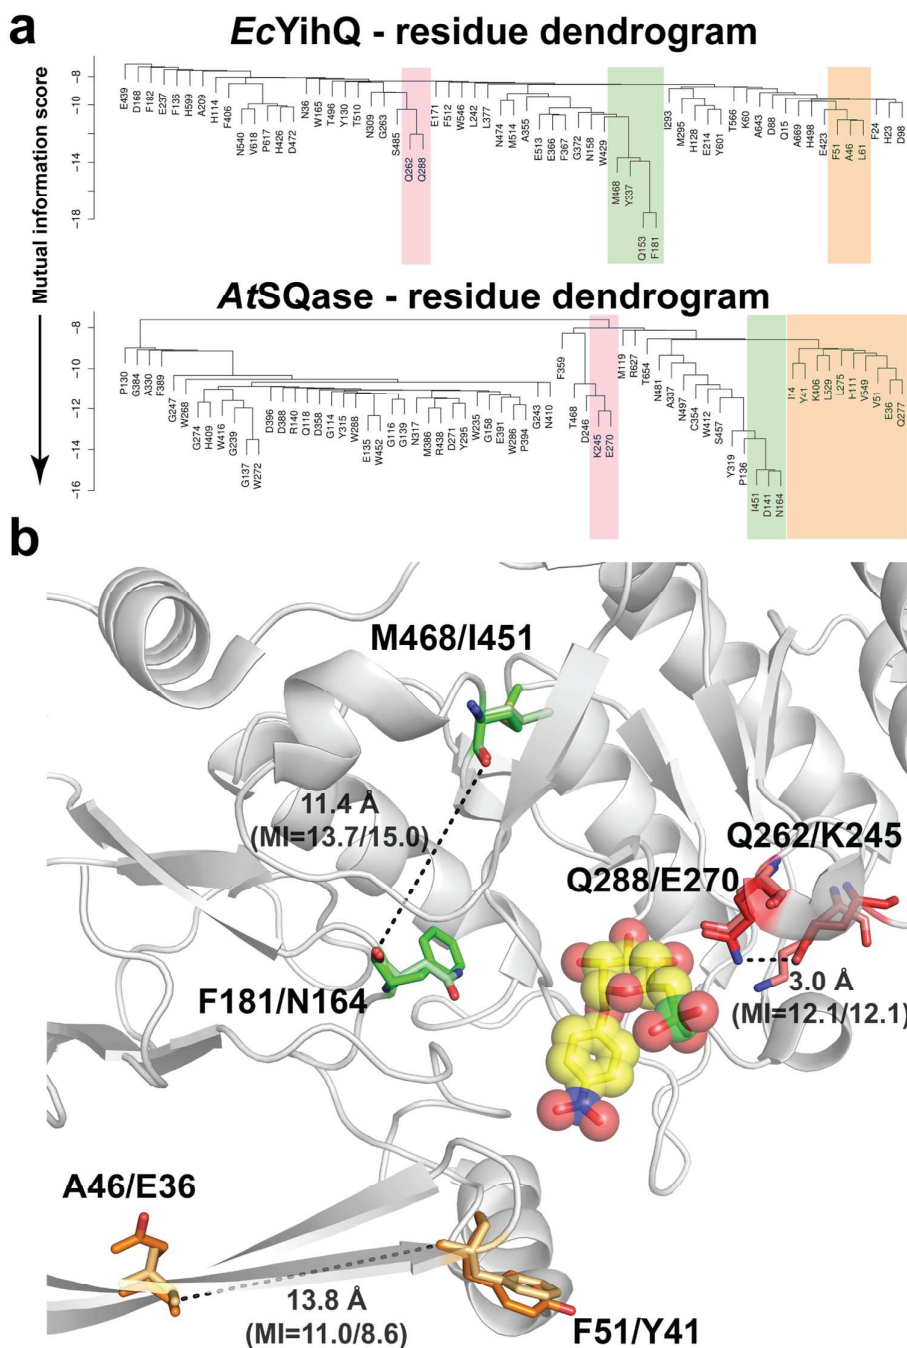 a
EcYihQ - residue dendrogram
Mutual information score
-8
-10
-14
-18
E439
D168
F182
E237
F136
H599
A209
H114
F406
N540
V618
P617
H426
D472
N36
W165
T496
Y130
T510
N309
G263
S485
Q262
Q288
E171
F512
W546
L242
L377
N474
M514
A355
E513
E366
F367
G372
N158
W429
M468
Y337
Q153
F181
I293
M295
H128
E214
Y601
T566
K60
A643
D88
Q15
A669
H498
E423
F51
A46
L61
F24
H23
D98
AtSQase - residue dendrogram
-8
-10
-12
-14
-16
P130
G384
A330
F389
G247
W268
G274
H409
W416
G239
G137
W272
D396
D388
R140
Q118
D358
G114
Y315
W288
E135
W452
G116
G139
N317
M386
R438
D271
Y295
W235
G158
E391
W286
P394
G243
N410
F359
T468
D246
K245
E270
M119
R627
T654
N481
A337
N497
C354
W412
S457
Y319
P136
I451
D141
N164
I14
Y41
K406
L529
L275
H111
V549
V51
E36
Q277
b
M468/I451
11.4 Å
(MI=13.7/15.0)
Q262/K245
Q288/E270
3.0 Å
(MI=12.1/12.1)
F181/N164
A46/E36
13.8 Å
(MI=11.0/8.6)
F51/Y41